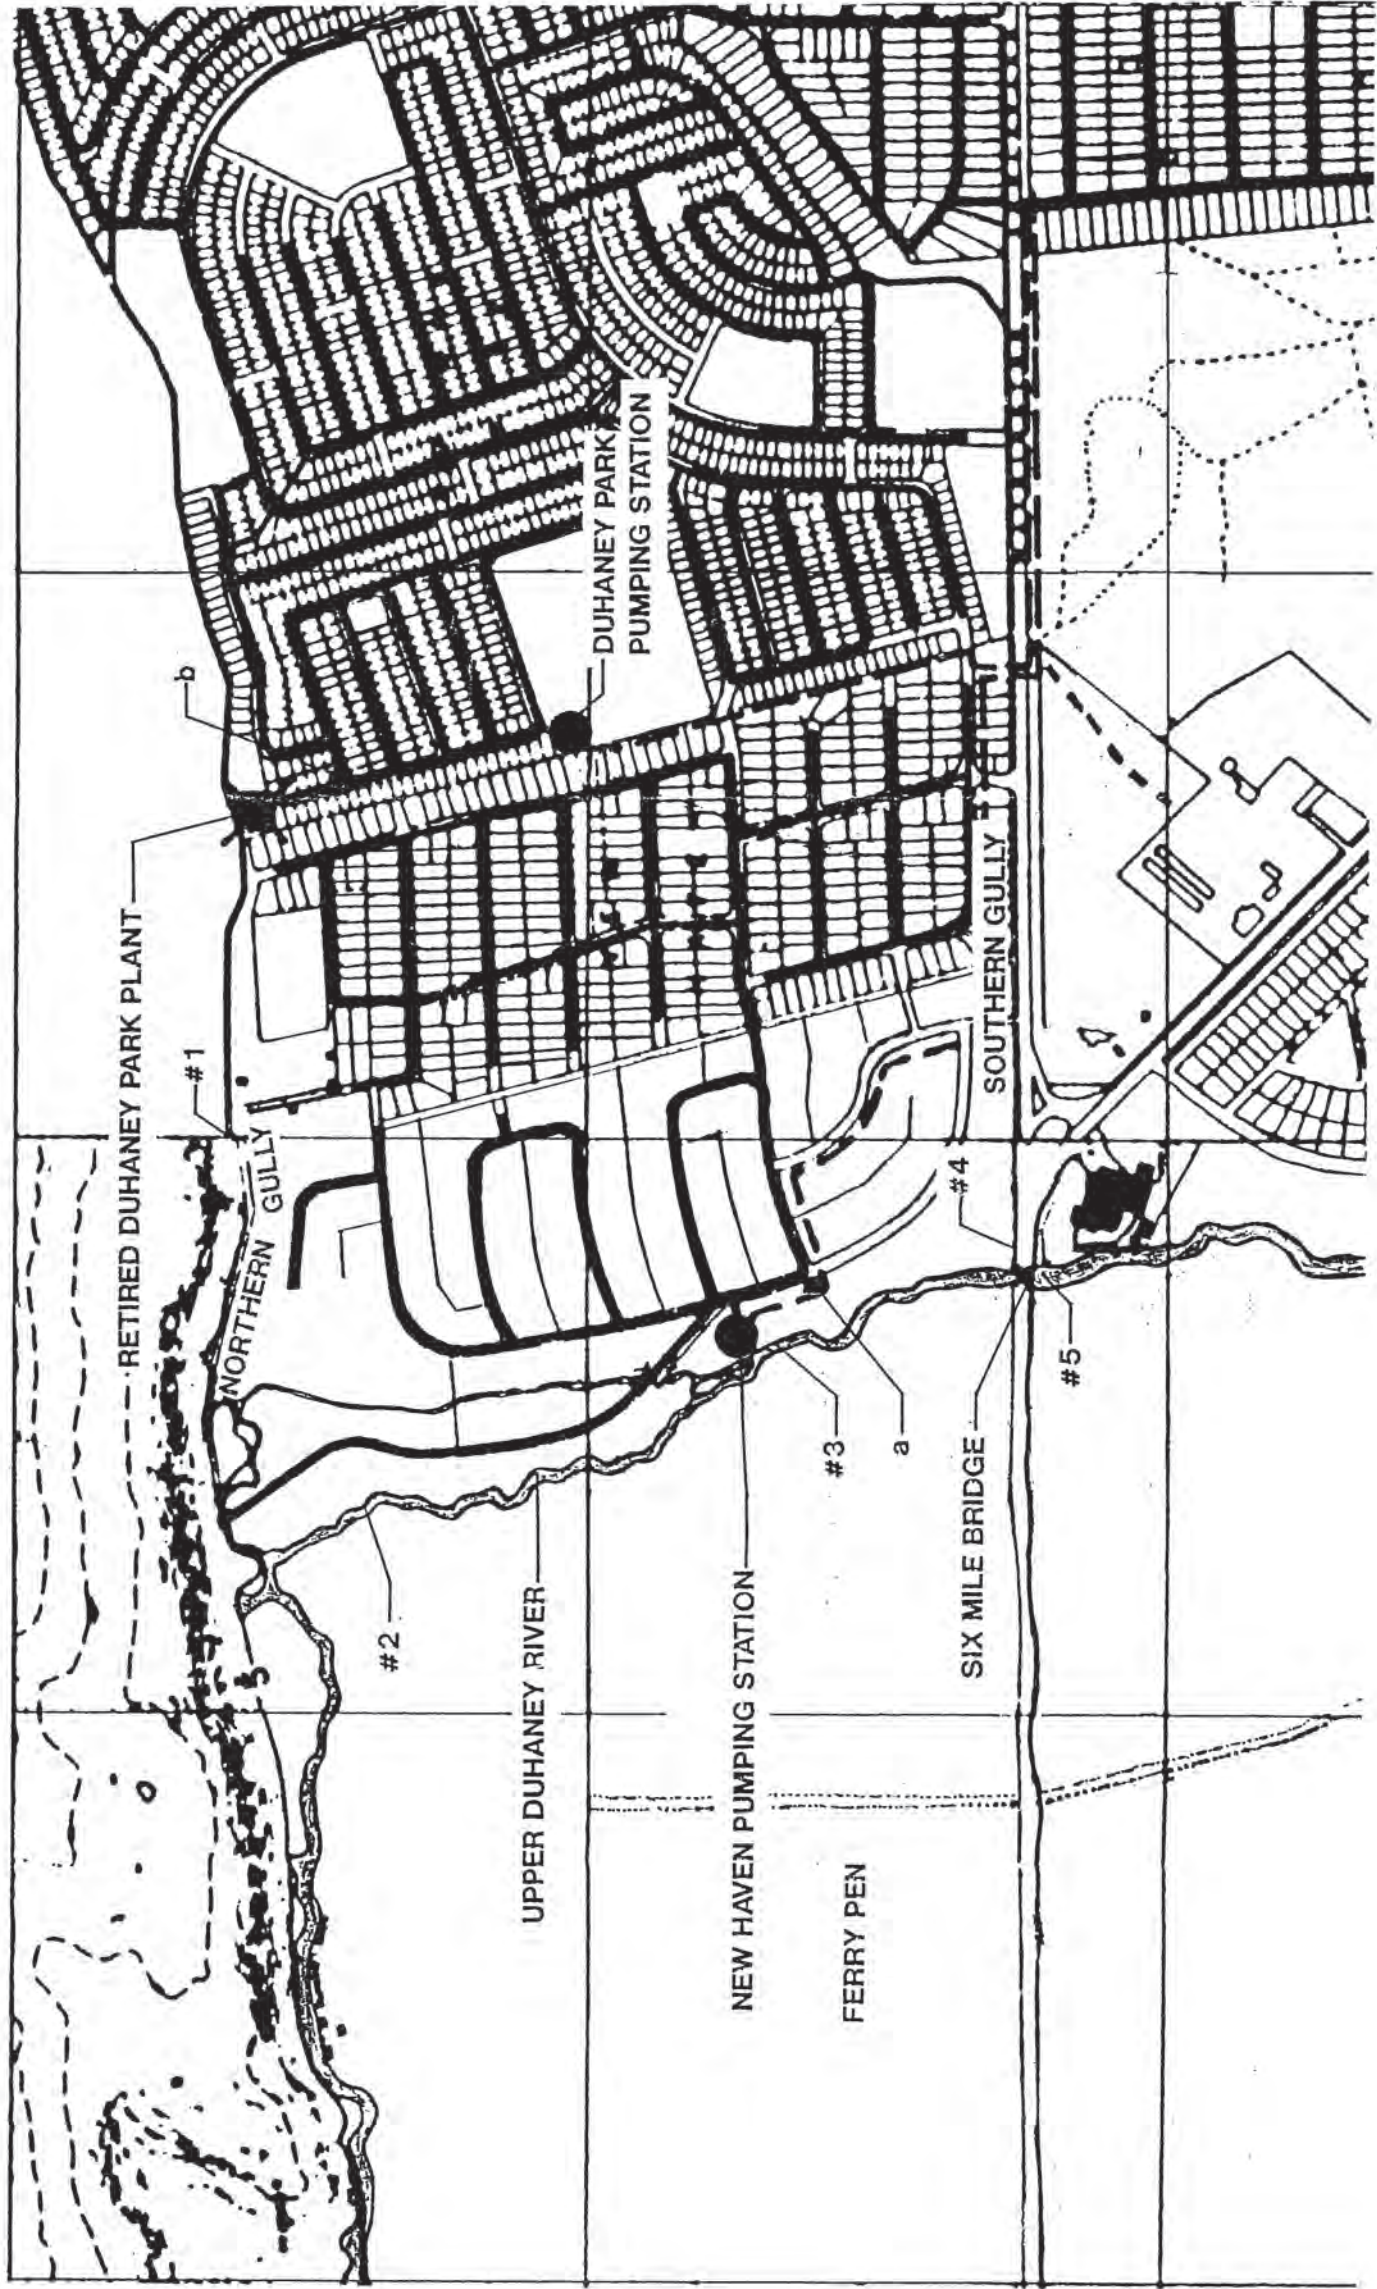 RETIRED DUHANEY PARK PLANT
b
#1
NORTHERN GULLY
DUHANEY PARK
PUMPING STATION
#2
UPPER DUHANEY RIVER
NEW HAVEN PUMPING STATION
#3
a
FERRY PEN
SIX MILE BRIDGE
#4
SOUTHERN GULLY
#5